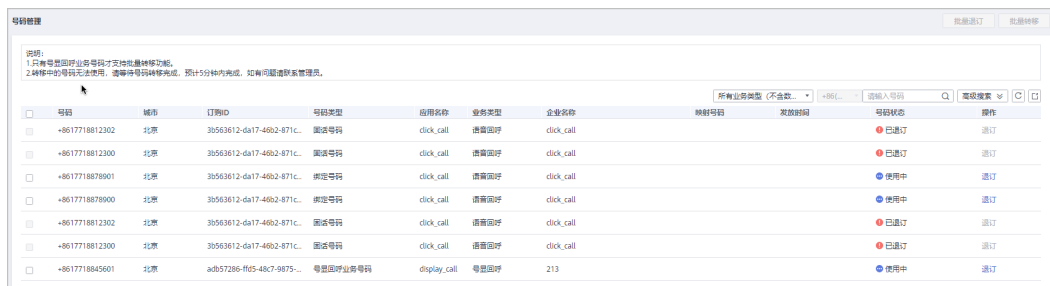 号码管理
批量退订 批量转移
说明：
1.只有号显回呼业务号码才支持批量转移功能。
2.转移中的号码无法使用，请等待号码转移完成，预计5分钟内完成，如有问题请联系管理员。
所有业务类型（不含数... +86(... 请输入号码 高级搜索
号码 城市 订购ID 号码类型 应用名称 业务类型 企业名称 映射号码 发放时间 号码状态 操作
+8617718812302 北京 3b563612-da17-46b2-871c... 固话号码 click_call 语音回呼 click_call 已退订 退订
+8617718812300 北京 3b563612-da17-46b2-871c... 固话号码 click_call 语音回呼 click_call 已退订 退订
+8617718878901 北京 3b563612-da17-46b2-871c... 绑定号码 click_call 语音回呼 click_call 使用中 退订
+8617718878900 北京 3b563612-da17-46b2-871c... 绑定号码 click_call 语音回呼 click_call 使用中 退订
+8617718812302 北京 3b563612-da17-46b2-871c... 固话号码 click_call 语音回呼 click_call 已退订 退订
+8617718812300 北京 3b563612-da17-46b2-871c... 固话号码 click_call 语音回呼 click_call 已退订 退订
+8617718845601 北京 adb57286-ffd5-48c7-9875-... 号显回呼业务号码 display_call 号显回呼 213 使用中 退订